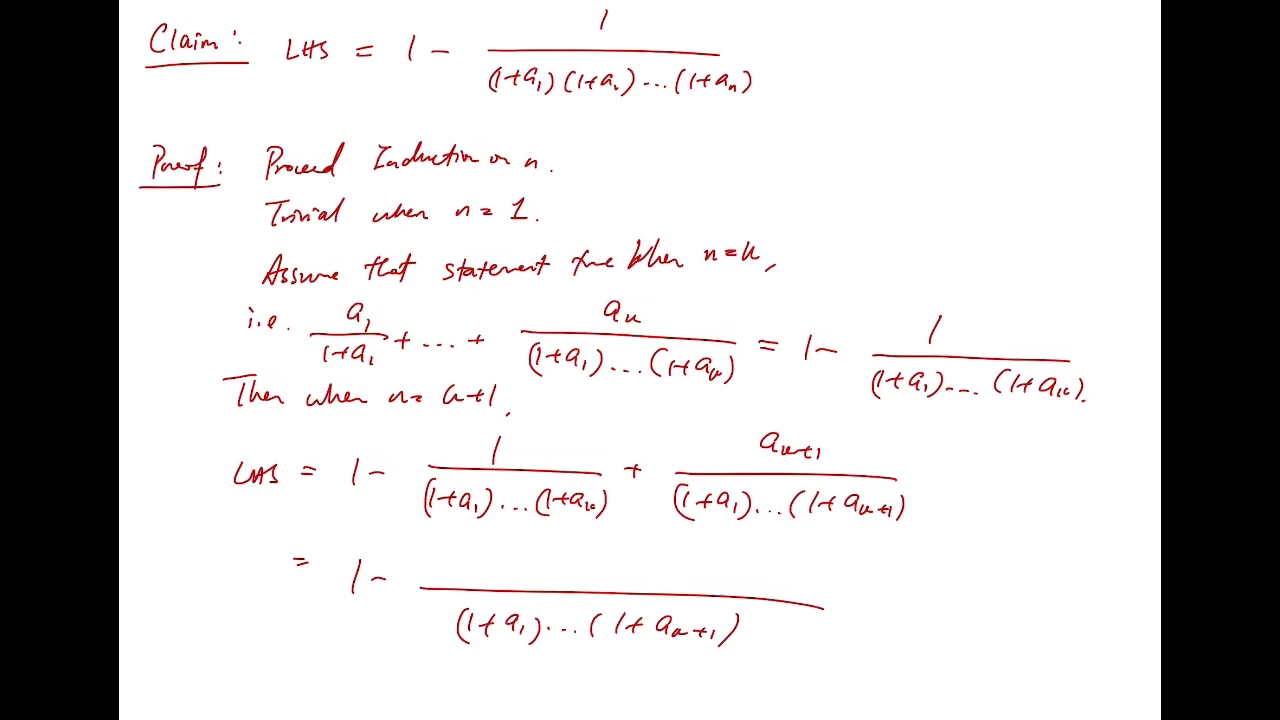 Claim: LHS = 1 - 1/((1+a₁)(1+a₂)...(1+aₙ))
Proof: Proceed Induction on n.
Trivial when n = 1.
Assume that statement true when n = k,
i.e. a₁/(1+a₁) + ... + aₖ/((1+a₁)...(1+aₖ)) = 1 - 1/((1+a₁)...(1+aₖ)).
Then when n = k+1,
LHS = 1 - 1/((1+a₁)...(1+aₖ)) + aₖ₊₁/((1+a₁)...(1+aₖ₊₁))
= 1 - /((1+a₁)...(1+aₖ₊₁))